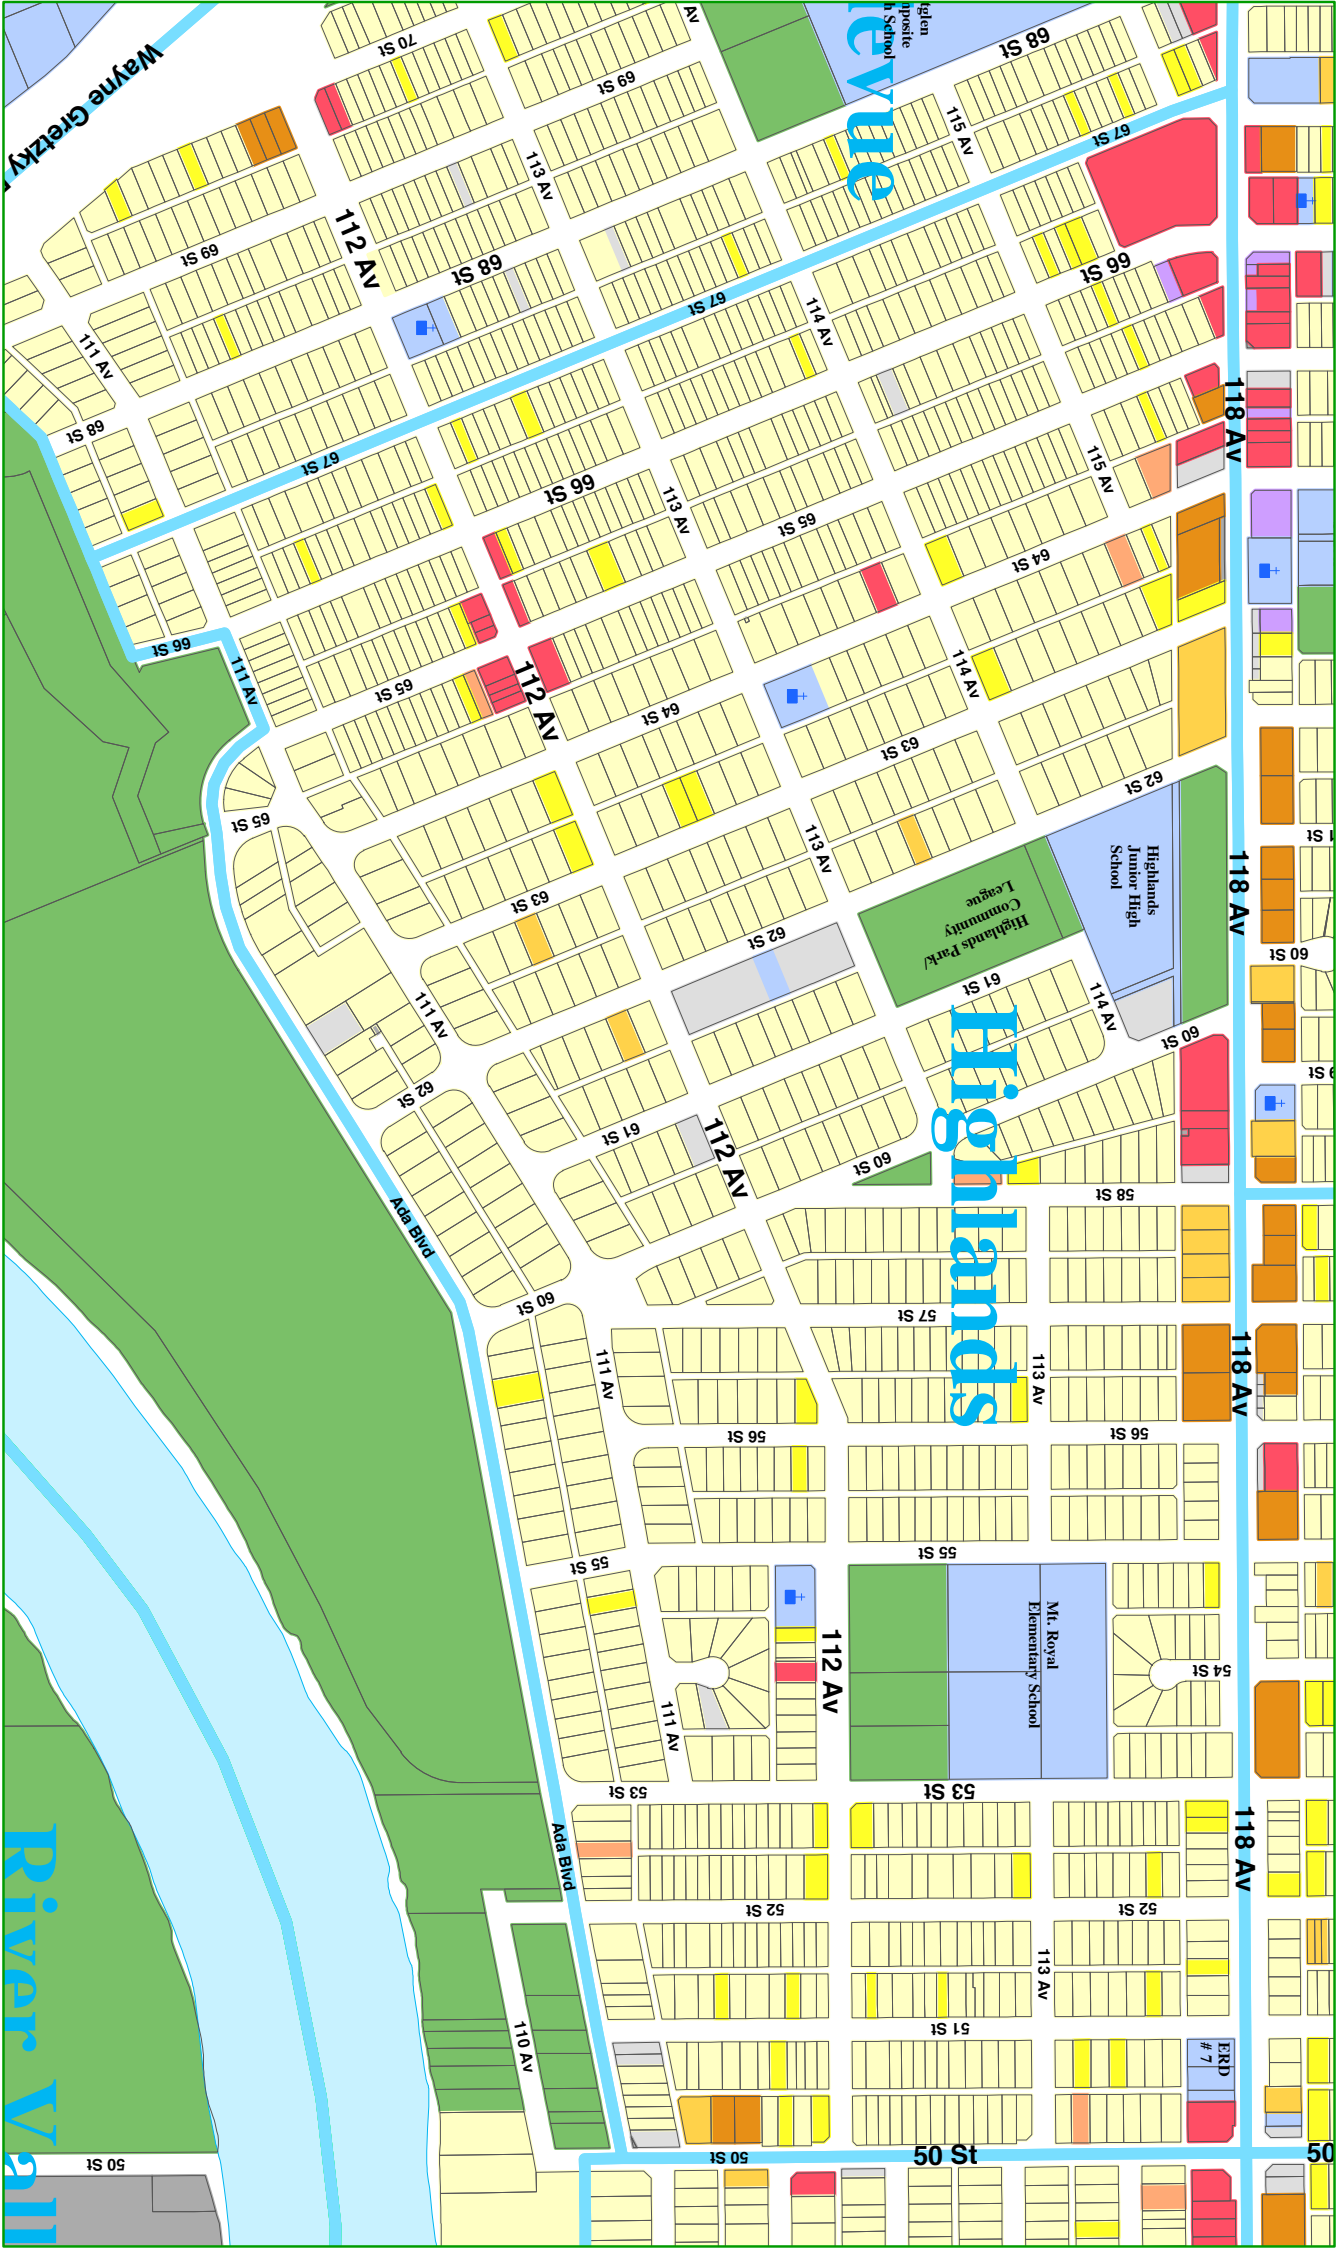 70 St
Av
69 St
68 St
h School
levue
Wayne Gretzky
115 Av
67 St
113 Av
112 Av
69 St
68 St
66 St
67 St
114 Av
111 Av
68 St
118 Av
67 St
66 St
113 Av
65 St
115 Av
64 St
66 St
111 Av
65 St
112 Av
64 St
114 Av
63 St
62 St
65 St
113 Av
Highlands
Junior High
School
118 Av
63 St
62 St
Highlands Park/
Community
League
60 St
61 St
114 Av
111 Av
60 St
62 St
61 St
112 Av
60 St
Highlands
58 St
Ada Blvd
60 St
57 St
111 Av
113 Av
118 Av
56 St
56 St
55 St
55 St
Mt. Royal
Elementary School
112 Av
54 St
111 Av
53 St
53 St
Ada Blvd
118 Av
52 St
52 St
113 Av
110 Av
51 St
ERD
# 7
River Vall
50 St
50 St
50 St
50